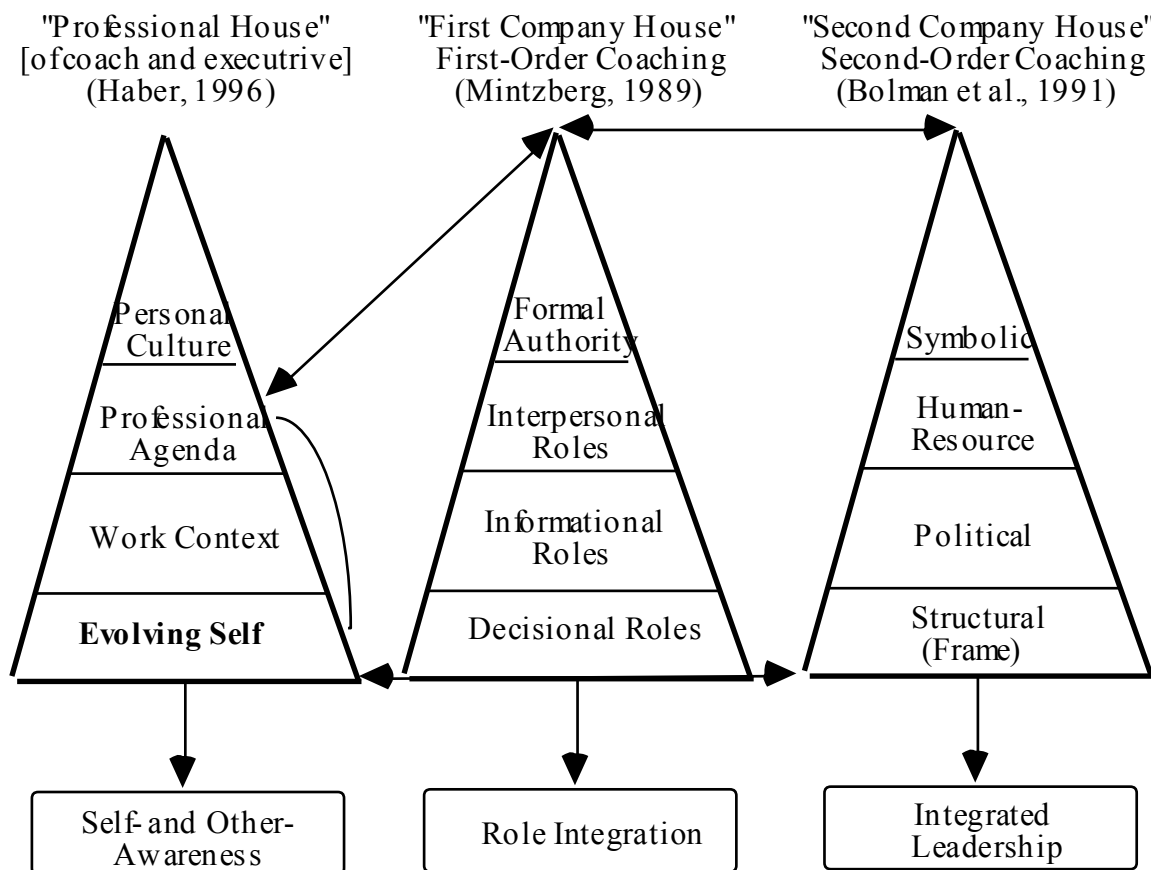 "Professional House"
[ofcoach and executrive]
(Haber, 1996)
"First Company House"
First-Order Coaching
(Mintzberg, 1989)
"Second Company House"
Second-Order Coaching
(Bolman et al., 1991)
Personal
Culture
Professional
Agenda
Work Context
Evolving Self
Formal
Authority
Interpersonal
Roles
Informational
Roles
Decisional Roles
Symbolic
Human-
Resource
Political
Structural
(Frame)
Self- and Other-
Awareness
Role Integration
Integrated
Leadership